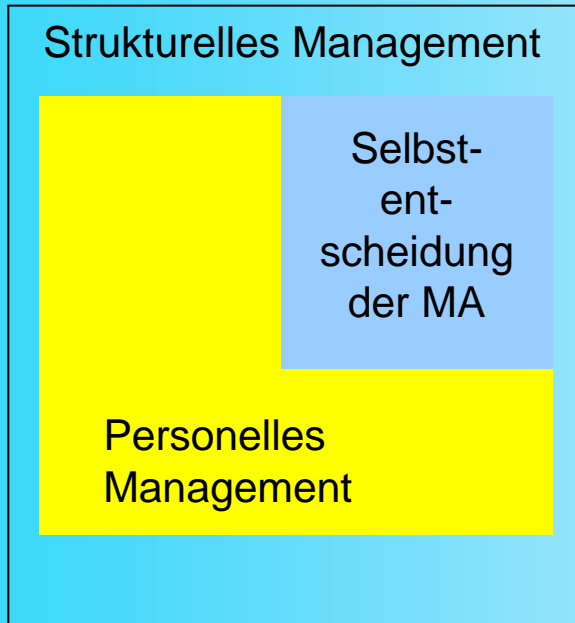 Strukturelles Management
Selbst-
ent-
scheidung
der MA
Personelles
Management